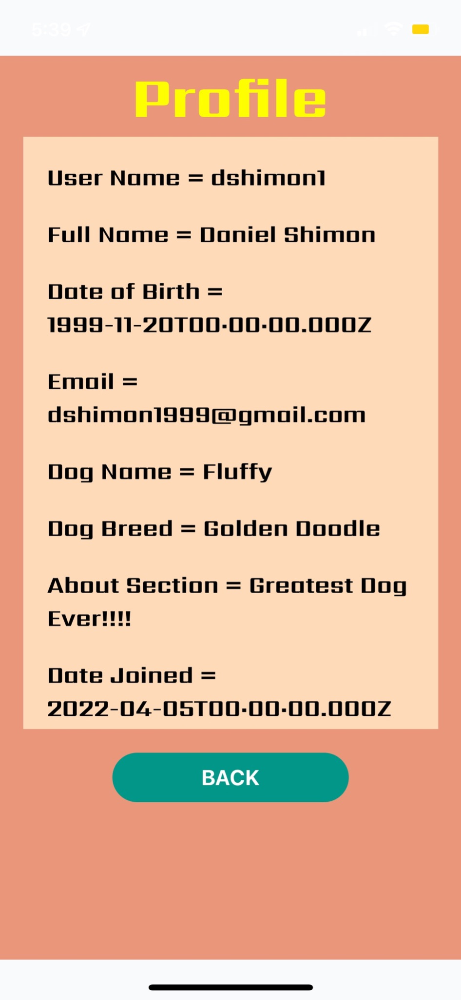 5:39
Profile
User Name = dshimon1
Full Name = Daniel Shimon
Date of Birth =
1999-11-20T00:00:00.000Z
Email =
dshimon1999@gmail.com
Dog Name = Fluffy
Dog Breed = Golden Doodle
About Section = Greatest Dog
Ever!!!!
Date Joined =
2022-04-05T00:00:00.000Z
BACK